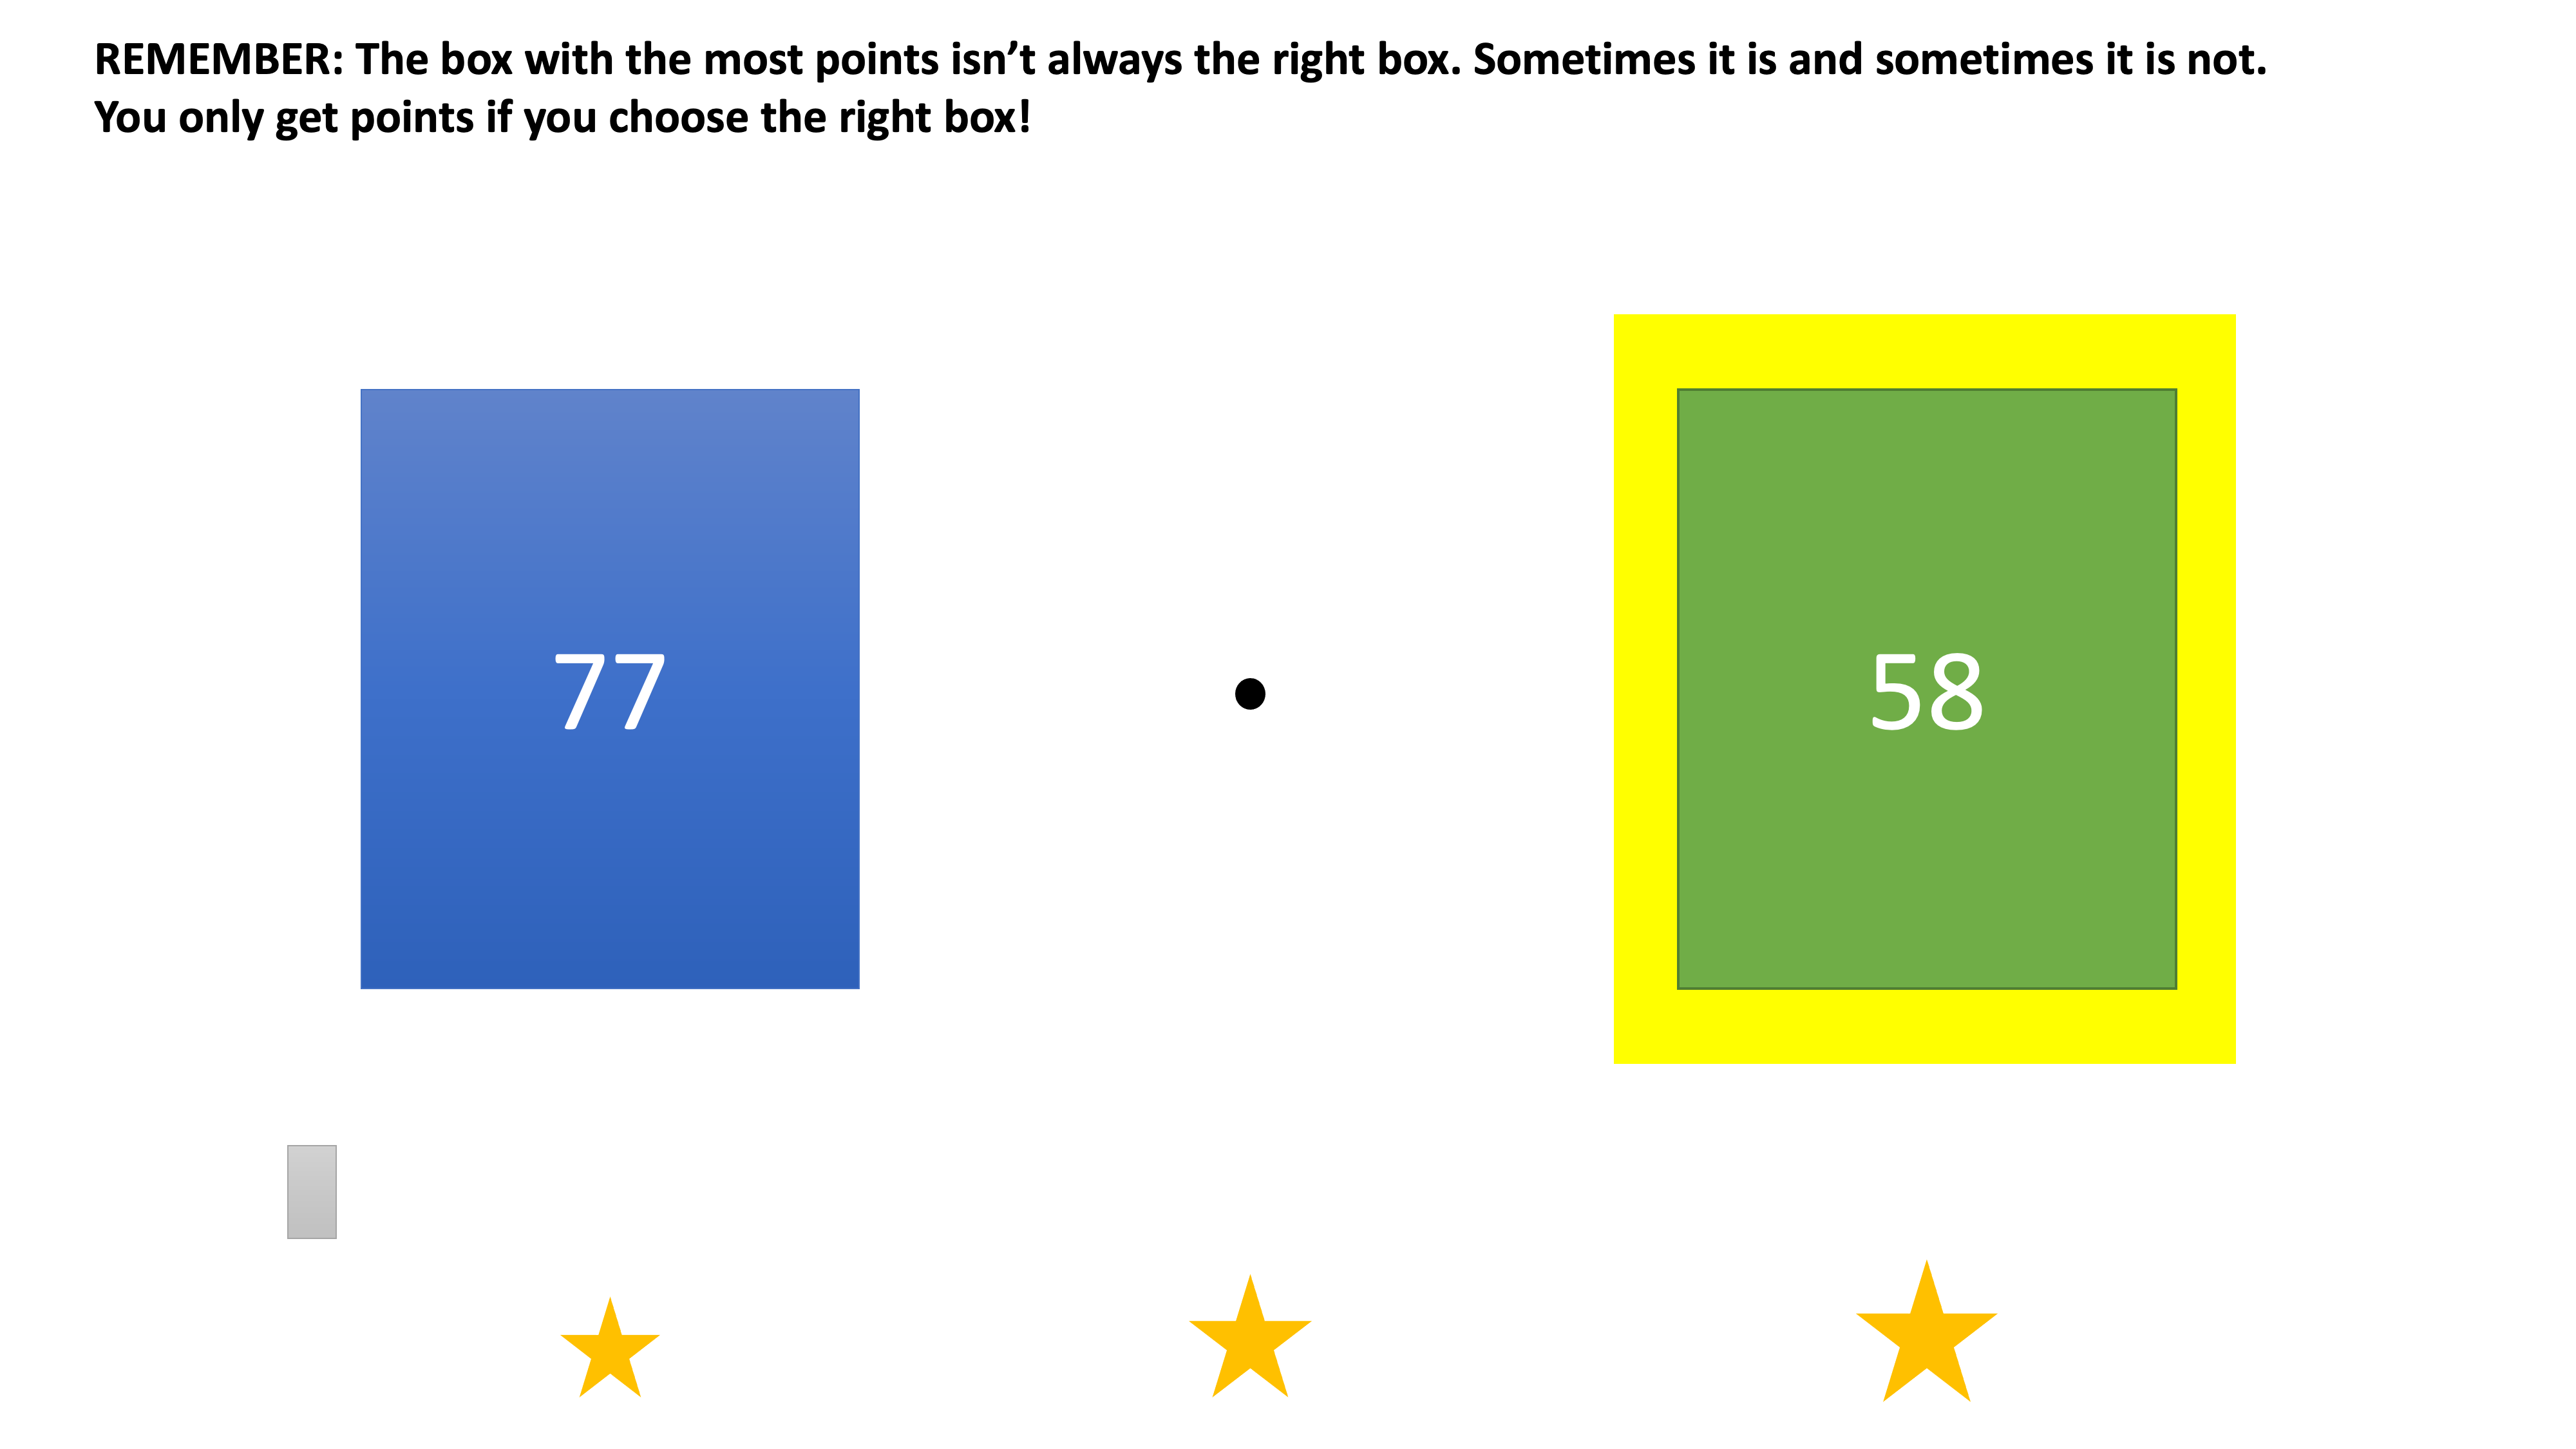 REMEMBER: The box with the most points isn’t always the right box. Sometimes it is and sometimes it is not.
You only get points if you choose the right box!
77
58